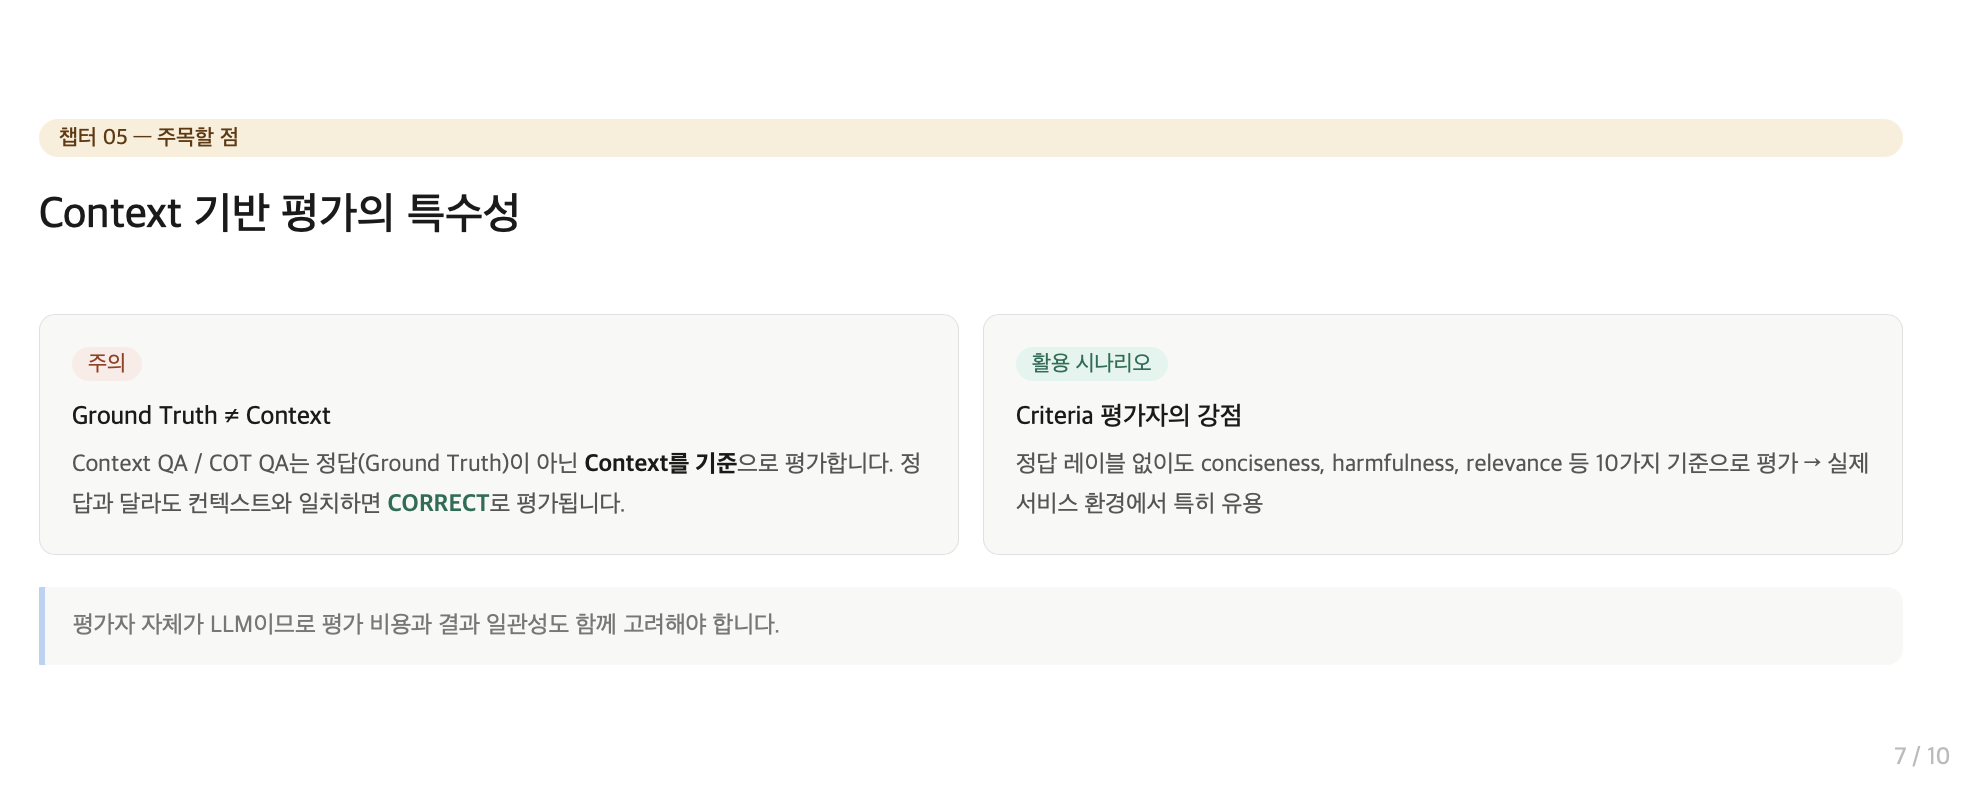 챕터 05 — 주목할 점
Context 기반 평가의 특수성
주의
Ground Truth ≠ Context
Context QA / COT QA는 정답(Ground Truth)이 아닌 Context를 기준으로 평가합니다. 정
답과 달라도 컨텍스트와 일치하면 CORRECT로 평가됩니다.
활용 시나리오
Criteria 평가자의 강점
정답 레이블 없이도 conciseness, harmfulness, relevance 등 10가지 기준으로 평가 → 실제
서비스 환경에서 특히 유용
평가자 자체가 LLM이므로 평가 비용과 결과 일관성도 함께 고려해야 합니다.
7 / 10